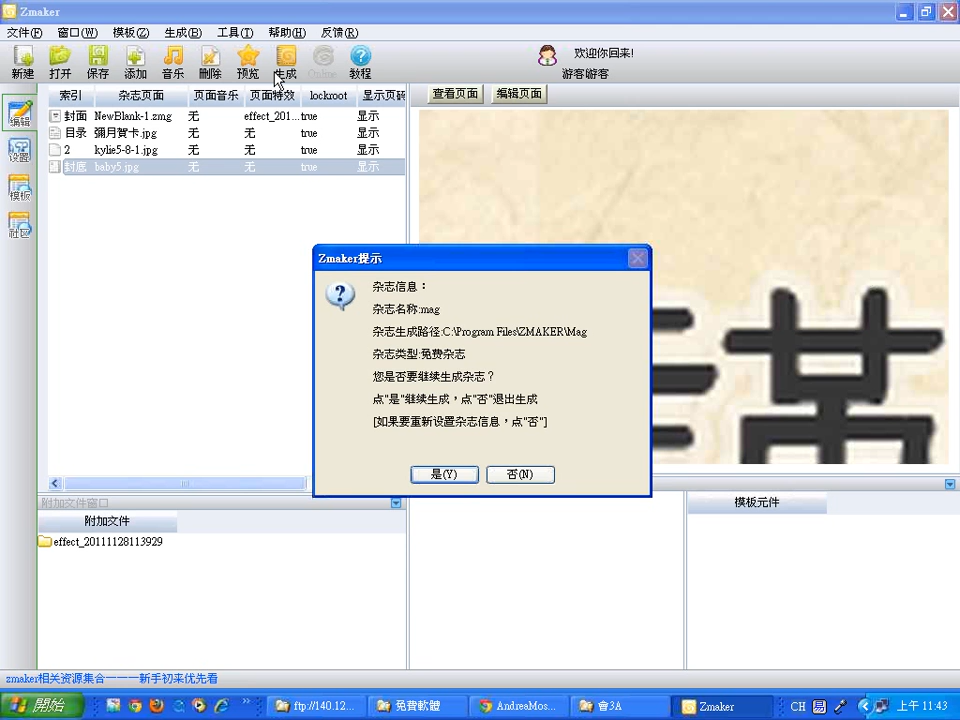 Zmaker
文件(F) 窗口(W) 模板(Z) 生成(B) 工具(T) 帮助(H) 反馈(R)
新建 打开 保存 添加 音乐 删除 预览 生成 Online 教程
欢迎你回来!
游客游客
索引 杂志页面 页面音乐 页面特效 lockroot 显示页码
封面 NewBlank-1.zmg 无 effect_201... true 显示
目录 彌月賀卡.jpg 无 无 true 显示
2 kylie5-8-1.jpg 无 无 true 显示
封底 baby5.jpg 无 无 true 显示
编辑
设置
模板
社区
查看页面 编辑页面
满
Zmaker提示
杂志信息：
杂志名称:mag
杂志生成路径:C:\Program Files\ZMAKER\Mag
杂志类型:免费杂志
您是否要继续生成杂志？
点"是"继续生成，点"否"退出生成
[如果要重新设置杂志信息，点"否"]
是(Y) 否(N)
附加文件窗口
附加文件
effect_20111128113929
模板元件
zmaker相关资源集合一一一新手初来优先看
開始 ftp://140.12... 免費軟體 AndreaMos... 會3A Zmaker CH 上午 11:43